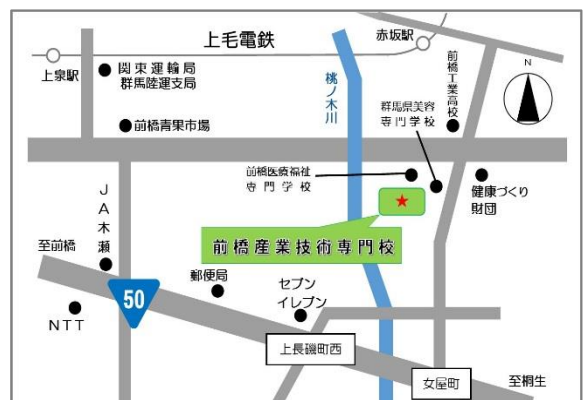 上毛電鉄
赤坂駅
上泉駅
関東運輸局
群馬陸運支局
前橋青果市場
桃ノ木川
群馬県美容
専門学校
前橋工業高校
N
前橋医療福祉
専門学校
健康づくり
財団
★
前橋産業技術専門校
JA木瀬
至前橋
50
郵便局
セブン
イレブン
NTT
上長磯町西
女屋町
至桐生